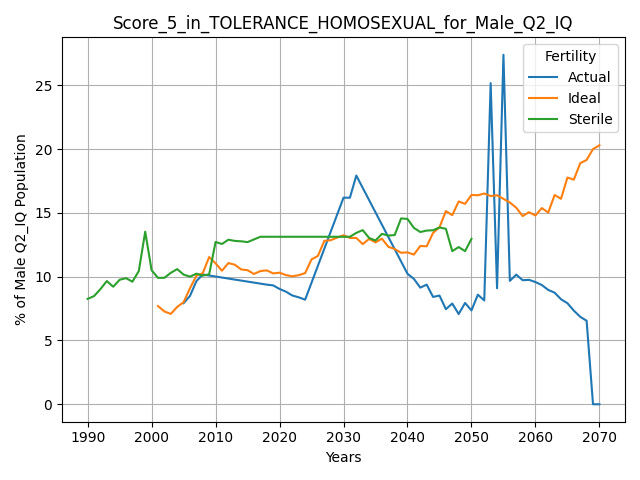 Score_5_in_TOLERANCE_HOMOSEXUAL_for_Male_Q2_IQ
Fertility
Actual
Ideal
Sterile
% of Male Q2_IQ Population
25
20
15
10
5
0
1990 2000 2010 2020 2030 2040 2050 2060 2070
Years